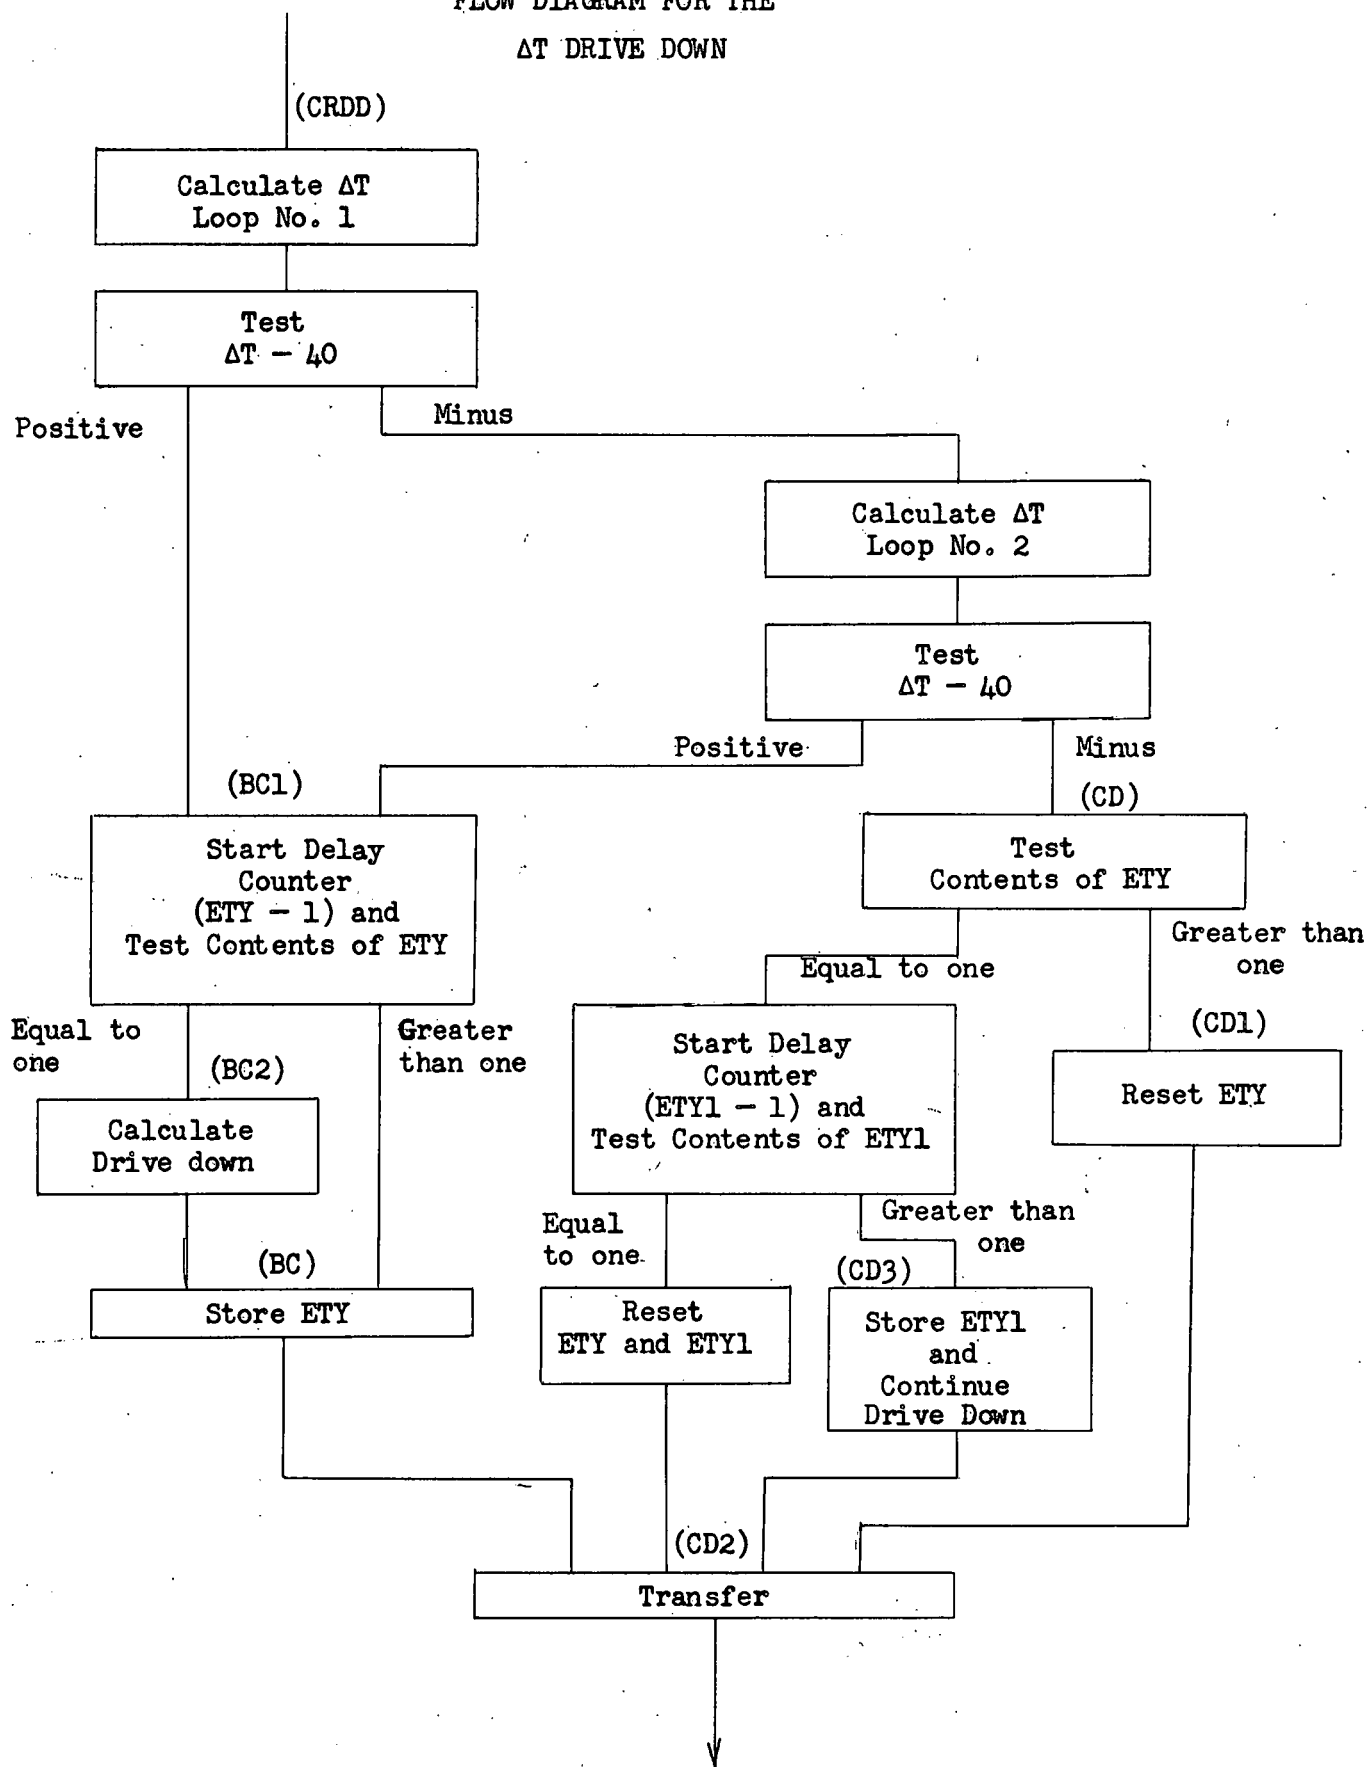 FLOW DIAGRAM FOR THE
ΔT DRIVE DOWN
(CRDD)
Calculate ΔT
Loop No. 1
Test
ΔT - 40
Positive
Minus
Calculate ΔT
Loop No. 2
Test
ΔT - 40
Positive
Minus
(BC1)
(CD)
Start Delay
Counter
(ETY - 1) and
Test Contents of ETY
Test
Contents of ETY
Equal to one
Greater than
one
Equal to
one
(BC2)
Greater
than one
Start Delay
Counter
(ETY1 - 1) and
Test Contents of ETY1
(CD1)
Reset ETY
Calculate
Drive down
Equal
to one
Greater than
one
(BC)
(CD3)
Store ETY
Reset
ETY and ETY1
Store ETY1
and
Continue
Drive Down
(CD2)
Transfer